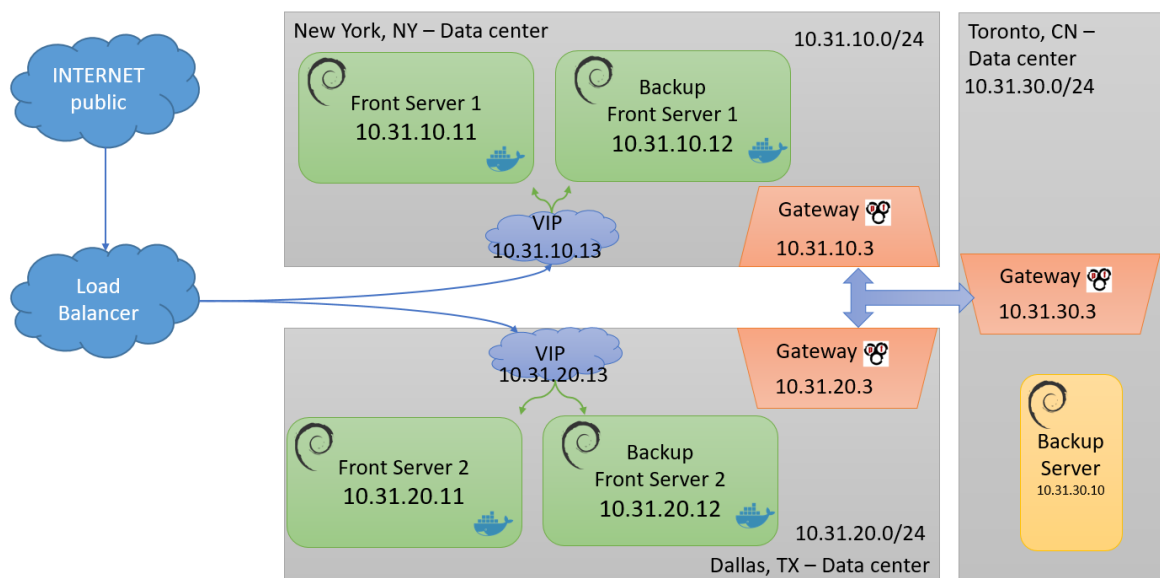 INTERNET
public
Load
Balancer
New York, NY – Data center
10.31.10.0/24
Front Server 1
10.31.10.11
Backup
Front Server 1
10.31.10.12
VIP
10.31.10.13
Gateway
10.31.10.3
VIP
10.31.20.13
Gateway
10.31.20.3
Front Server 2
10.31.20.11
Backup
Front Server 2
10.31.20.12
10.31.20.0/24
Dallas, TX – Data center
Toronto, CN –
Data center
10.31.30.0/24
Gateway
10.31.30.3
Backup
Server
10.31.30.10